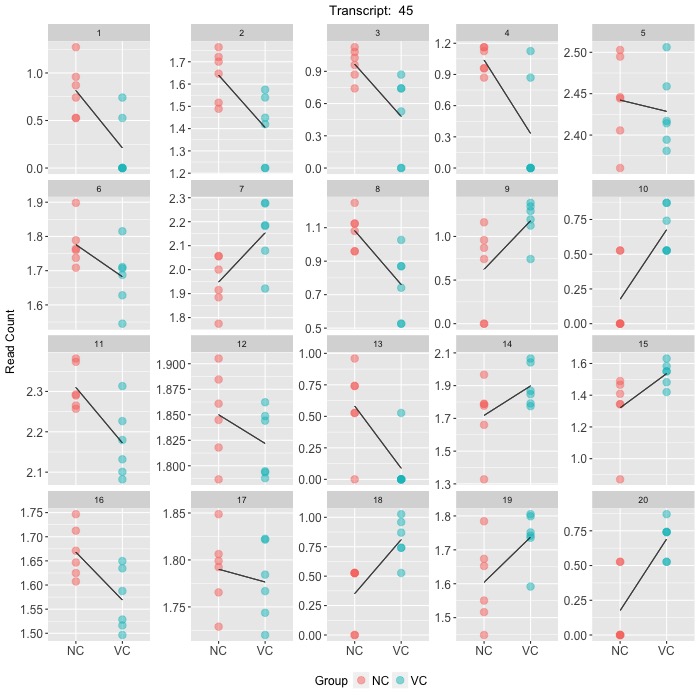 Transcript: 45
1 2 3 4 5
1.0 0.5 0.0 1.7 1.6 1.5 1.4 1.3 1.2 0.9 0.6 0.3 0.0 1.2 0.9 0.6 0.3 0.0 2.50 2.45 2.40
6 7 8 9 10
1.9 1.8 1.7 1.6 2.3 2.2 2.1 2.0 1.9 1.8 1.1 0.9 0.7 0.5 1.0 0.5 0.0 0.75 0.50 0.25 0.00
Read Count
11 12 13 14 15
2.3 2.2 2.1 1.900 1.875 1.850 1.825 1.800 1.00 0.75 0.50 0.25 0.00 2.1 1.9 1.7 1.5 1.3 1.6 1.4 1.2 1.0
16 17 18 19 20
1.75 1.70 1.65 1.60 1.55 1.50 1.85 1.80 1.75 1.00 0.75 0.50 0.25 0.00 1.8 1.7 1.6 1.5 0.75 0.50 0.25 0.00
NC VC NC VC NC VC NC VC NC VC
Group NC VC